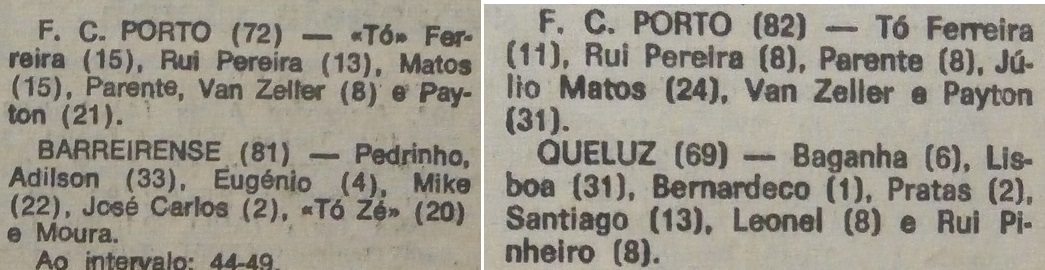 F. C. PORTO (72) — «Tó» Fer-
reira (15), Rui Pereira (13), Matos
(15), Parente, Van Zeller (8) e Pay-
ton (21).
BARREIRENSE (81) — Pedrinho,
Adilson (33), Eugénio (4), Mike
(22), José Carlos (2), «Tó Zé» (20)
e Moura.
Ao intervalo: 44-49.
F. C. PORTO (82) — Tó Ferreira
(11), Rui Pereira (8), Parente (8), Jú-
lio Matos (24), Van Zeller e Payton
(31).
QUELUZ (69) — Baganha (6), Lis-
boa (31), Bernardeco (1), Pratas (2),
Santiago (13), Leonel (8) e Rui Pi-
nheiro (8).